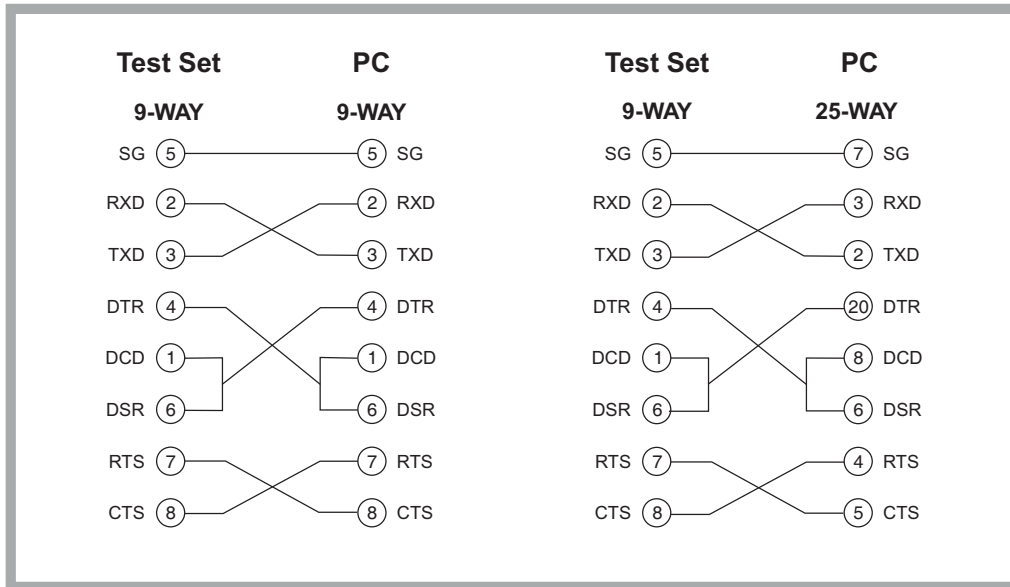 Test Set PC
9-WAY 9-WAY
SG 5 5 SG
RXD 2 2 RXD
TXD 3 3 TXD
DTR 4 4 DTR
DCD 1 1 DCD
DSR 6 6 DSR
RTS 7 7 RTS
CTS 8 8 CTS
Test Set PC
9-WAY 25-WAY
SG 5 7 SG
RXD 2 3 RXD
TXD 3 2 TXD
DTR 4 20 DTR
DCD 1 8 DCD
DSR 6 6 DSR
RTS 7 4 RTS
CTS 8 5 CTS